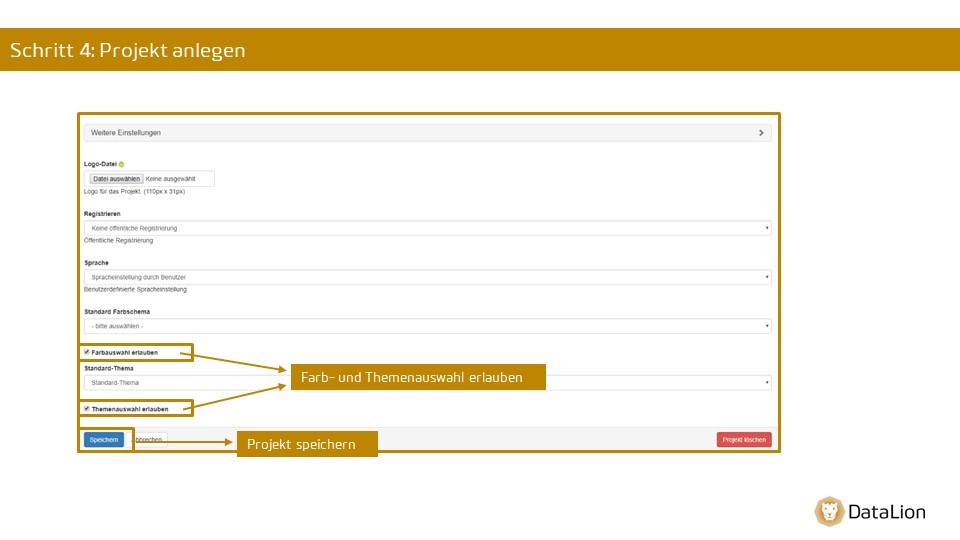 Schritt 4: Projekt anlegen
Weitere Einstellungen
Logo-Datei
Datei auswählen Keine ausgewählt
Logo für das Projekt. (110px x 31px)
Registrieren
Keine öffentliche Registrierung
Öffentliche Registrierung
Sprache
Spracheinstellung durch Benutzer
Benutzerdefinierte Spracheinstellung
Standard Farbschema
- bitte auswählen -
Farbauswahl erlauben
Standard-Thema
Farb- und Themenauswahl erlauben
Standard-Thema
Themenauswahl erlauben
Speichern Abbrechen
Projekt speichern
Projekt löschen
DataLion